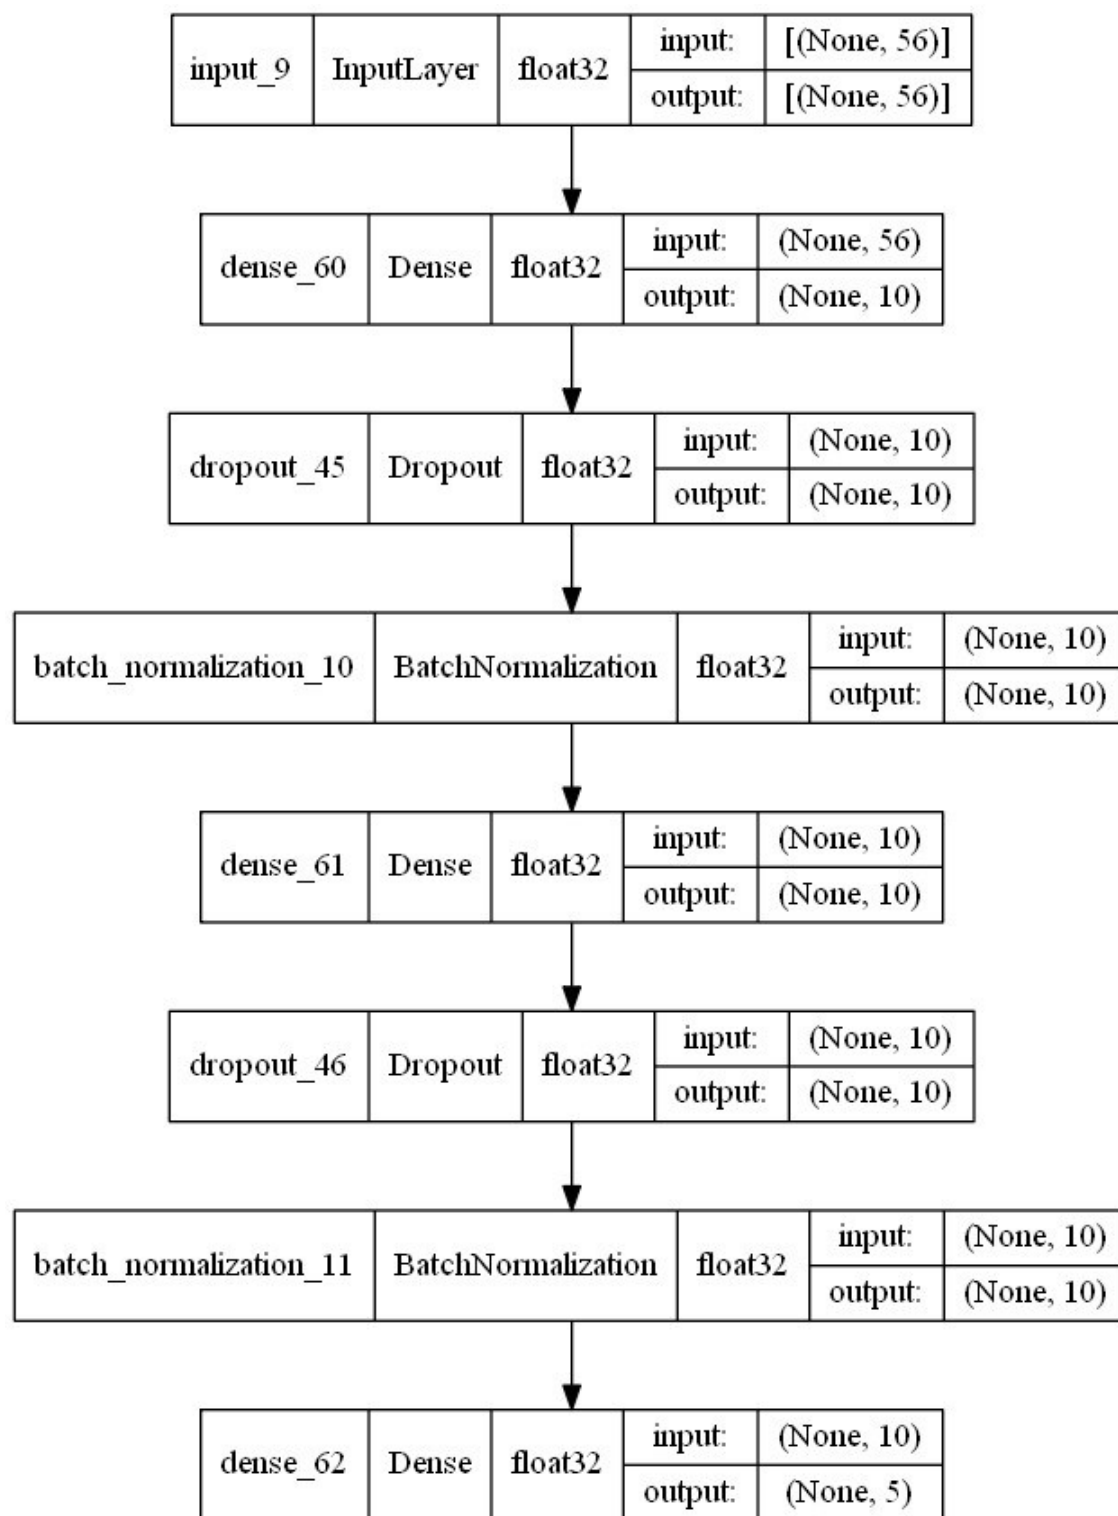 input_9 InputLayer float32 input: [(None, 56)]
output: [(None, 56)]
dense_60 Dense float32 input: (None, 56)
output: (None, 10)
dropout_45 Dropout float32 input: (None, 10)
output: (None, 10)
batch_normalization_10 BatchNormalization float32 input: (None, 10)
output: (None, 10)
dense_61 Dense float32 input: (None, 10)
output: (None, 10)
dropout_46 Dropout float32 input: (None, 10)
output: (None, 10)
batch_normalization_11 BatchNormalization float32 input: (None, 10)
output: (None, 10)
dense_62 Dense float32 input: (None, 10)
output: (None, 5)